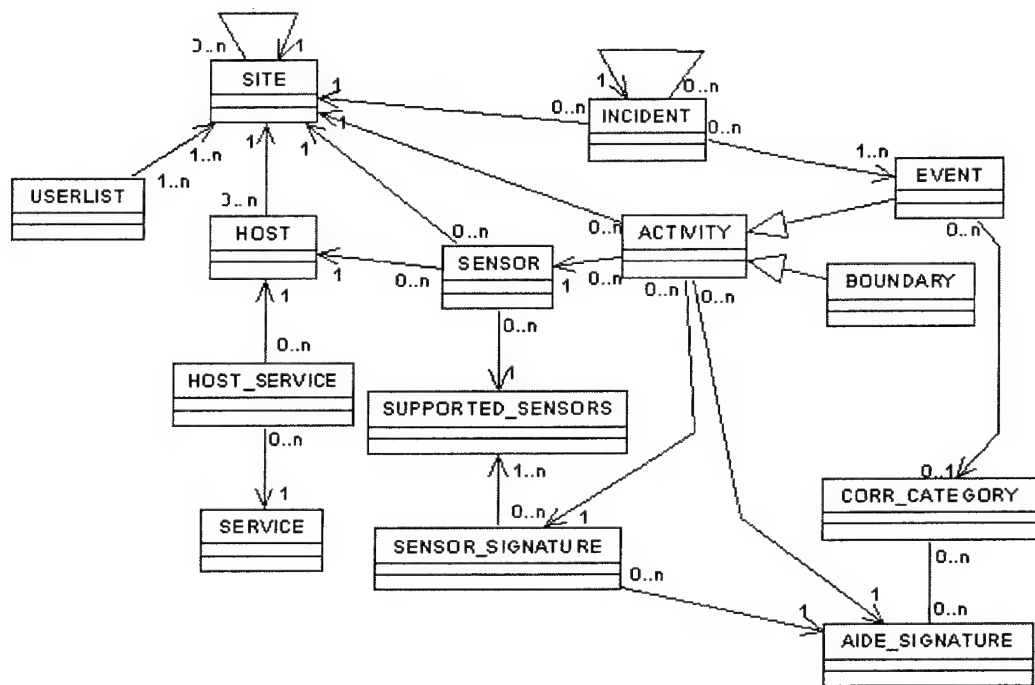 0..n
1
SITE
1
1
0..n
INCIDENT
0..n
1
0..n
1..n
EVENT
0..n
1..n
1..n
USERLIST
1
0..n
HOST
1
1
0..n
SENSOR
0..n
1
0..n
0..n
ACTIVITY
0..n
0..n
BOUNDARY
1
0..n
HOST_SERVICE
0..n
1
SERVICE
0..n
1
SUPPORTED_SENSORS
1..n
0..n
1
SENSOR_SIGNATURE
0..n
0..1
CORR_CATEGORY
0..n
0..n
1
1
AIDE_SIGNATURE